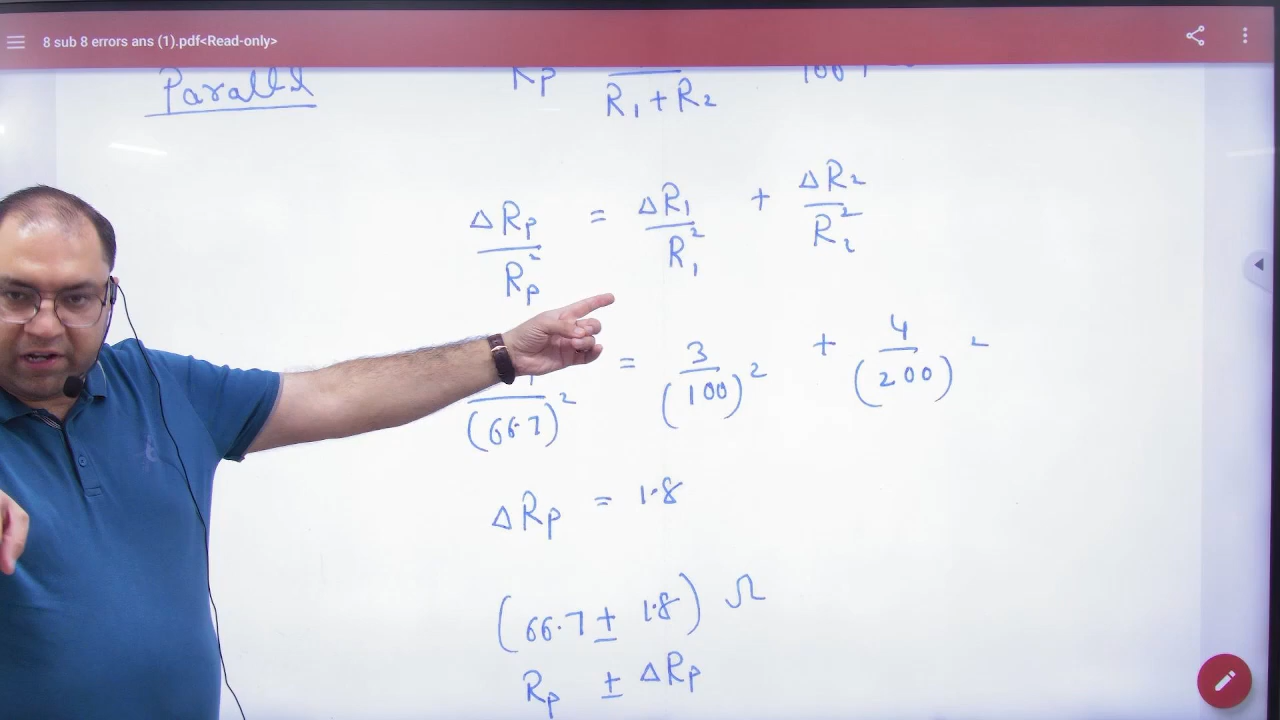 8 sub 8 errors ans (1).pdf<Read-only>
Parallel Rp R1 + R2 100
ΔRp / Rp² = ΔR1 / R1² + ΔR2 / R2²
/ (66.7)² = 3 / (100)² + 4 / (200)²
ΔRp = 1.8
(66.7 ± 1.8) Ω
Rp ± ΔRp